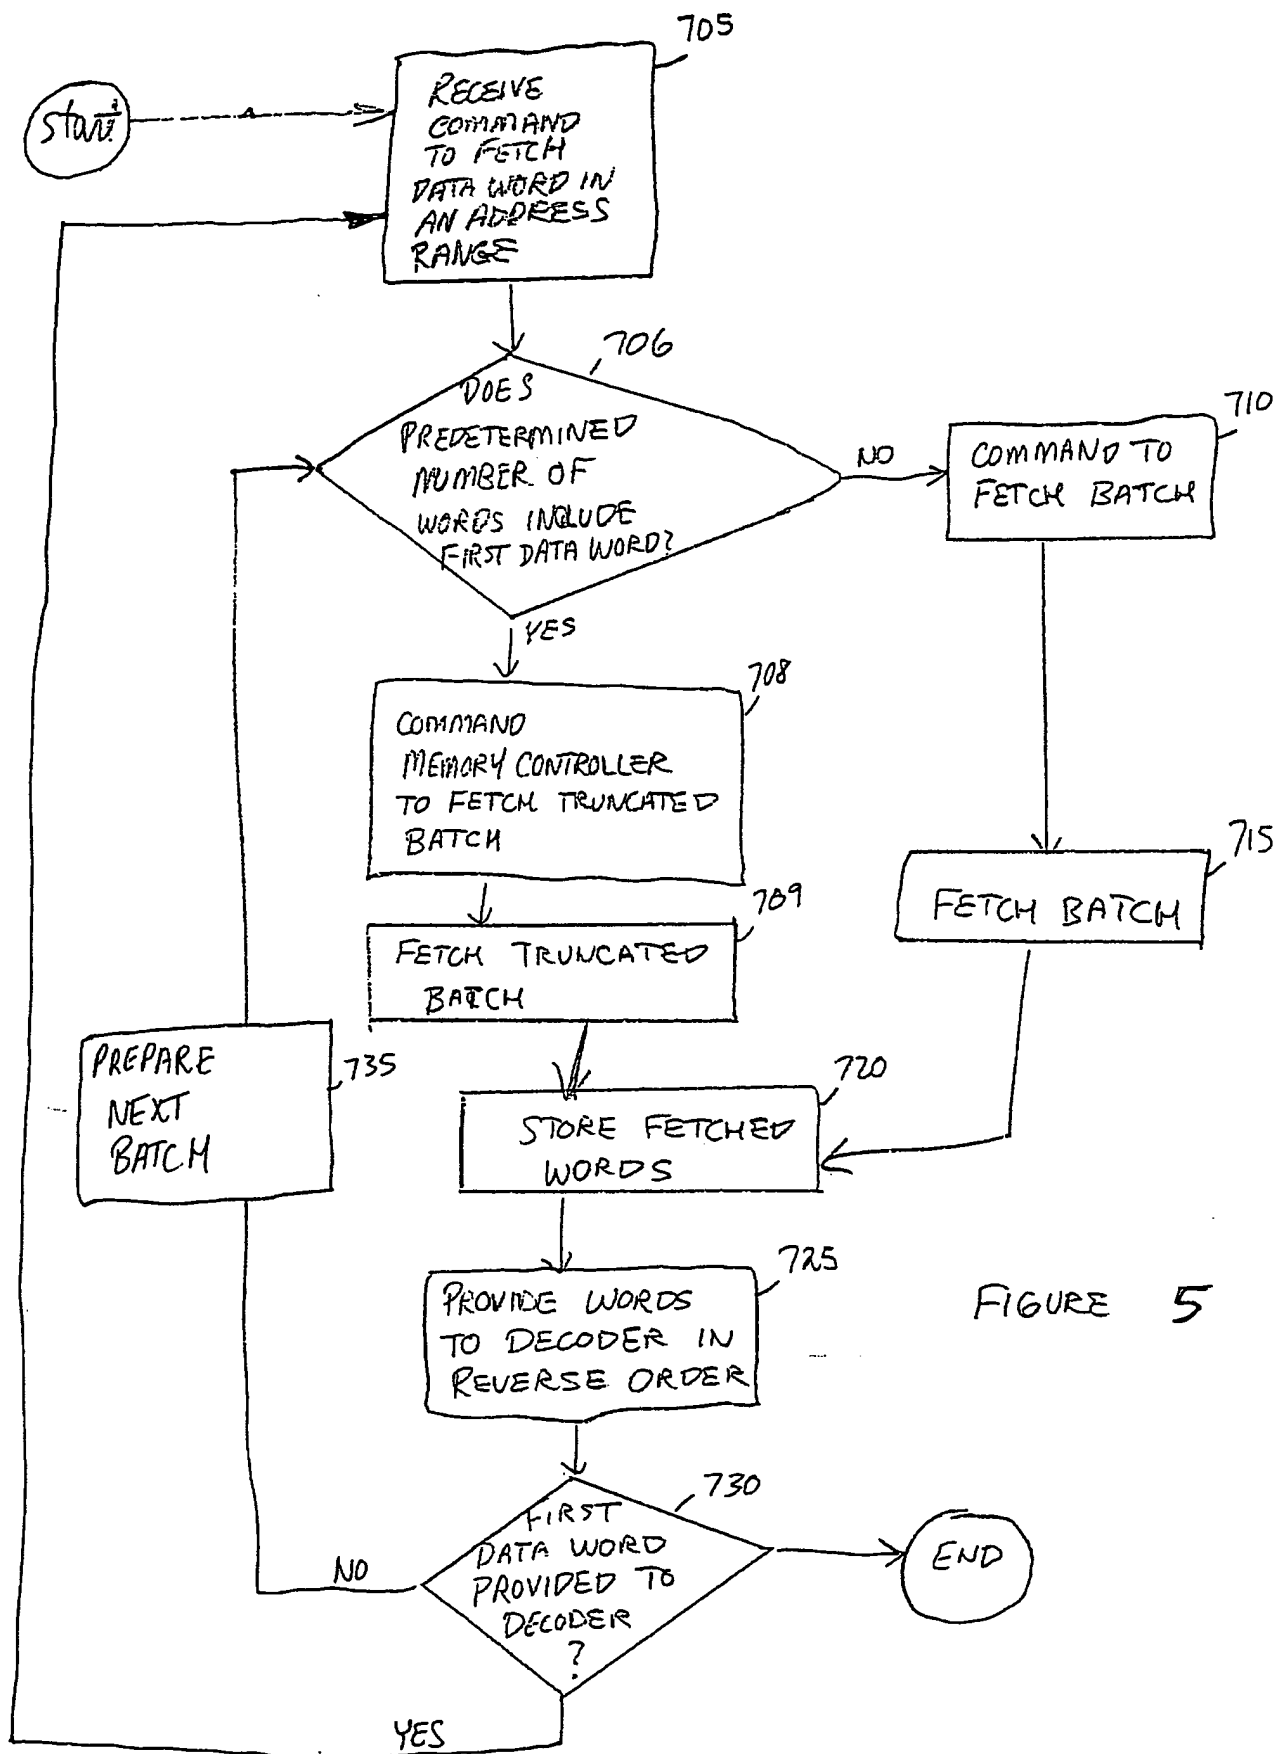 705
start
RECEIVE
COMMAND
TO FETCH
DATA WORD IN
AN ADDRESS
RANGE
706
DOES
PREDETERMINED
NUMBER OF
WORDS INCLUDE
FIRST DATA WORD?
NO
710
COMMAND TO
FETCH BATCH
YES
708
COMMAND
MEMORY CONTROLLER
TO FETCH TRUNCATED
BATCH
715
FETCH BATCH
709
FETCH TRUNCATED
BATCH
PREPARE
NEXT
BATCH
735
720
STORE FETCHED
WORDS
725
PROVIDE WORDS
TO DECODER IN
REVERSE ORDER
FIGURE 5
730
FIRST
DATA WORD
PROVIDED TO
DECODER
?
NO
END
YES